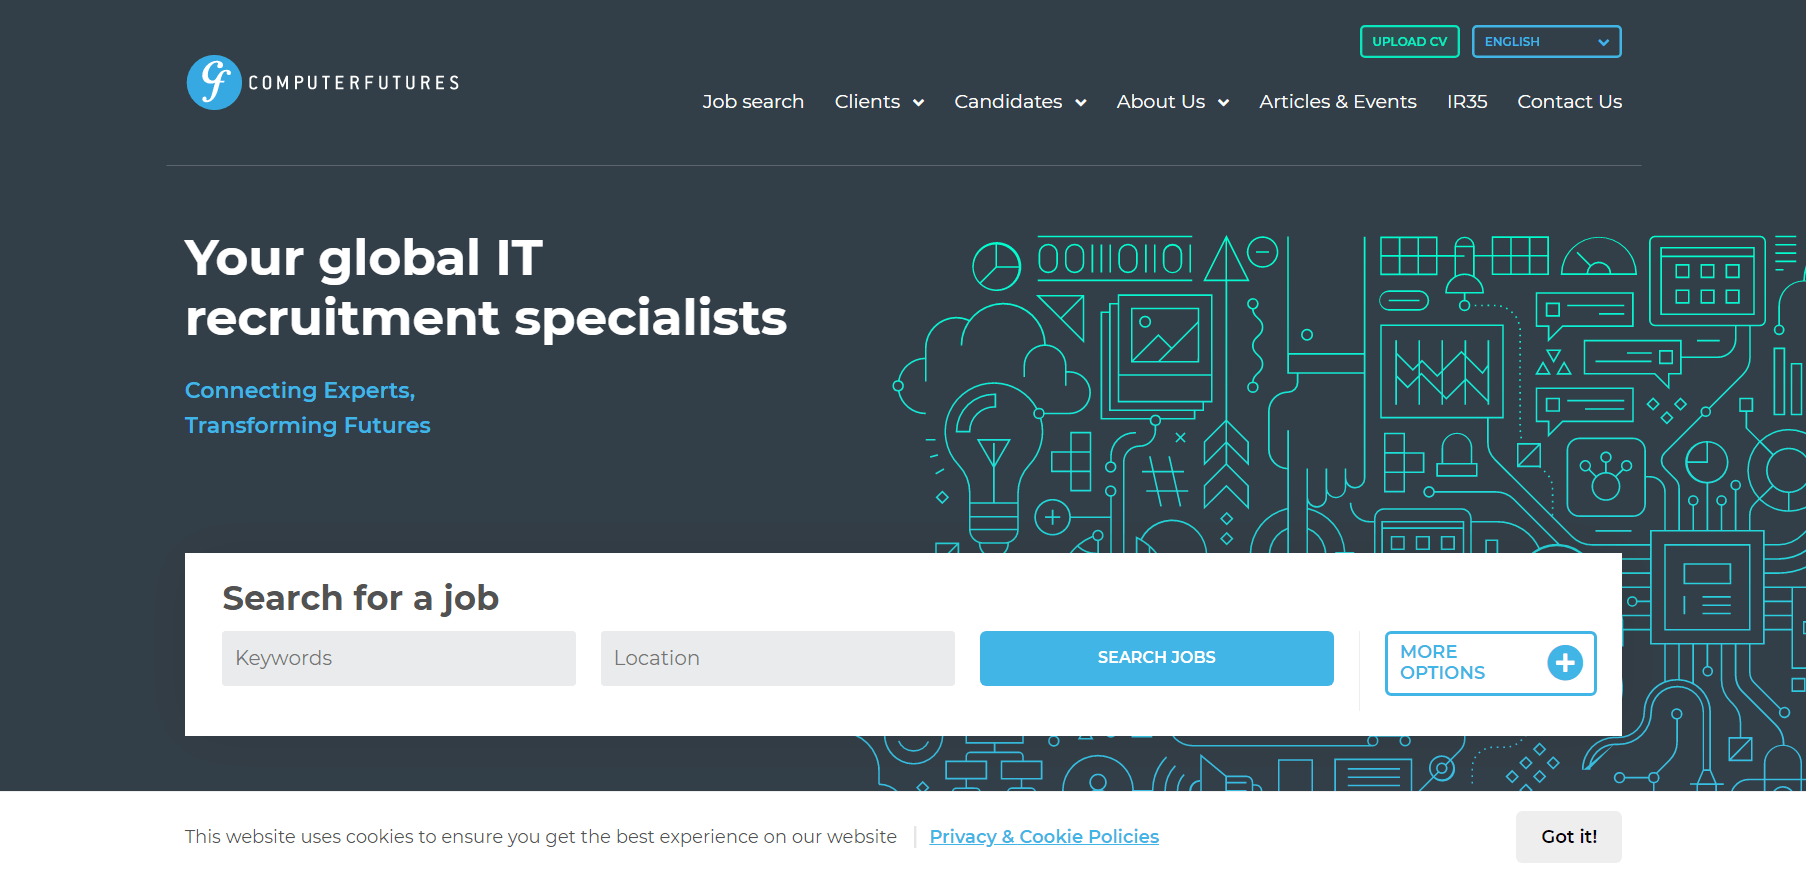 UPLOAD CV
ENGLISH
cf COMPUTERFUTURES
Job search
Clients
Candidates
About Us
Articles & Events
IR35
Contact Us
Your global IT
recruitment specialists
Connecting Experts,
Transforming Futures
00111011101
#
Search for a job
Keywords
Location
SEARCH JOBS
MORE
OPTIONS
This website uses cookies to ensure you get the best experience on our website
Privacy & Cookie Policies
Got it!